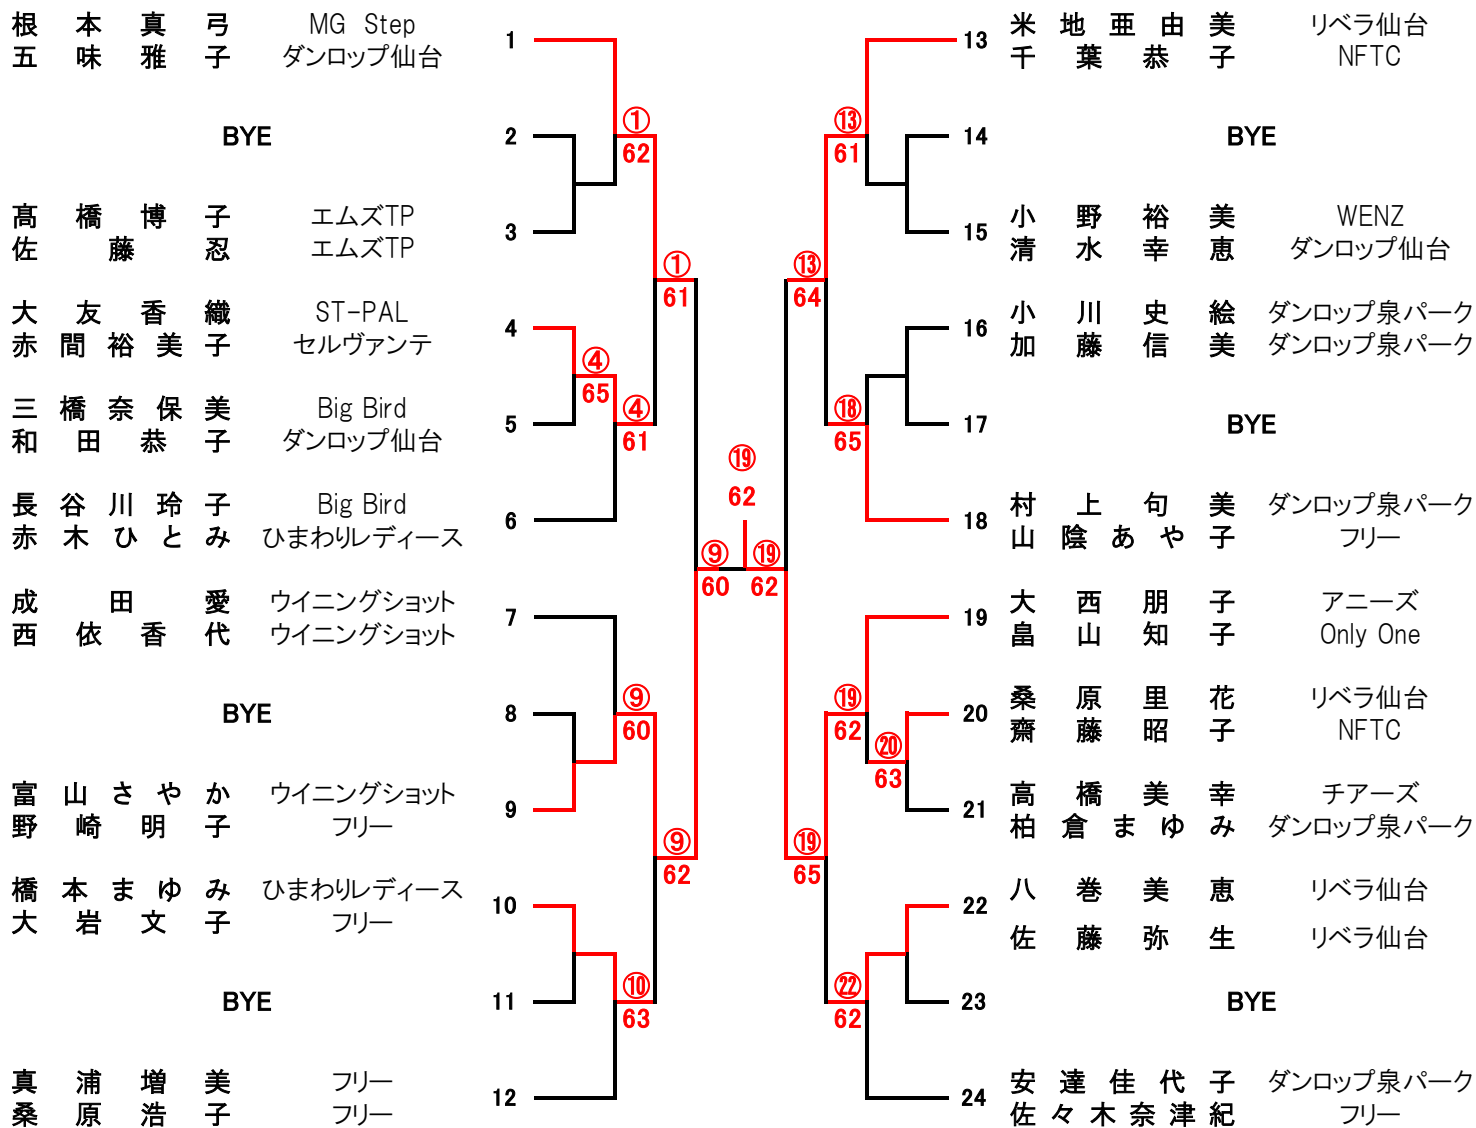 根本真弓 MG Step
五味雅子 ダンロップ仙台
1
BYE
2
髙橋博子 エムズTP
佐藤忍 エムズTP
3
大友香織 ST-PAL
赤間裕美子 セルヴァンテ
4
三橋奈保美 Big Bird
和田恭子 ダンロップ仙台
5
長谷川玲子 Big Bird
赤木ひとみ ひまわりレディース
6
成田愛 ウイニングショット
西依香代 ウイニングショット
7
BYE
8
富山さやか ウイニングショット
野崎明子 フリー
9
橋本まゆみ ひまわりレディース
大岩文子 フリー
10
BYE
11
真浦増美 フリー
桑原浩子 フリー
12
①
62
①
61
④
65
④
61
⑨
60
⑨
60
⑨
62
⑩
63
⑲
62
⑲
62
⑬
61
⑬
64
⑱
65
⑲
62
⑳
63
⑲
65
㉒
62
13
米地亜由美 リベラ仙台
千葉恭子 NFTC
14
BYE
15
小野裕美 WENZ
清水幸恵 ダンロップ仙台
16
小川史絵 ダンロップ泉パーク
加藤信美 ダンロップ泉パーク
17
BYE
18
村上句美 ダンロップ泉パーク
山陰あや子 フリー
19
大西朋子 アニーズ
畠山知子 Only One
20
桑原里花 リベラ仙台
齋藤昭子 NFTC
21
高橋美幸 チアーズ
柏倉まゆみ ダンロップ泉パーク
22
八巻美恵 リベラ仙台
佐藤弥生 リベラ仙台
23
BYE
24
安達佳代子 ダンロップ泉パーク
佐々木奈津紀 フリー